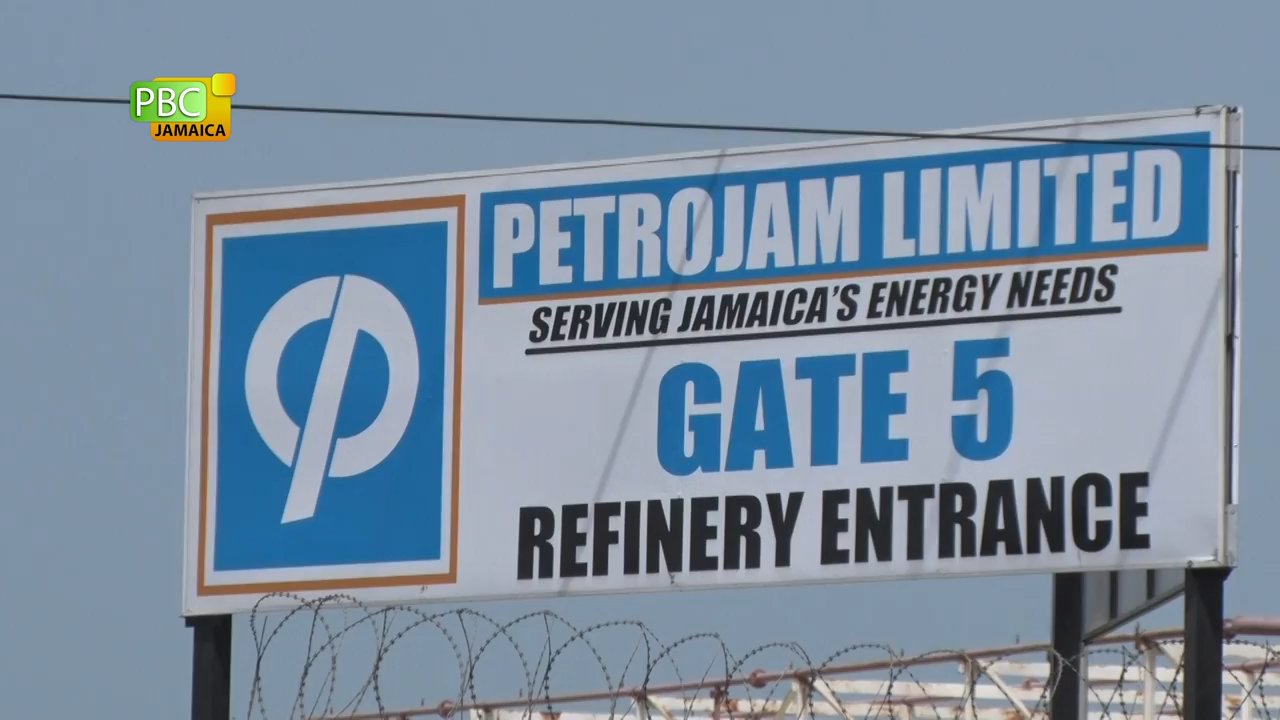 PBC
JAMAICA
PETROJAM LIMITED
SERVING JAMAICA'S ENERGY NEEDS
GATE 5
REFINERY ENTRANCE